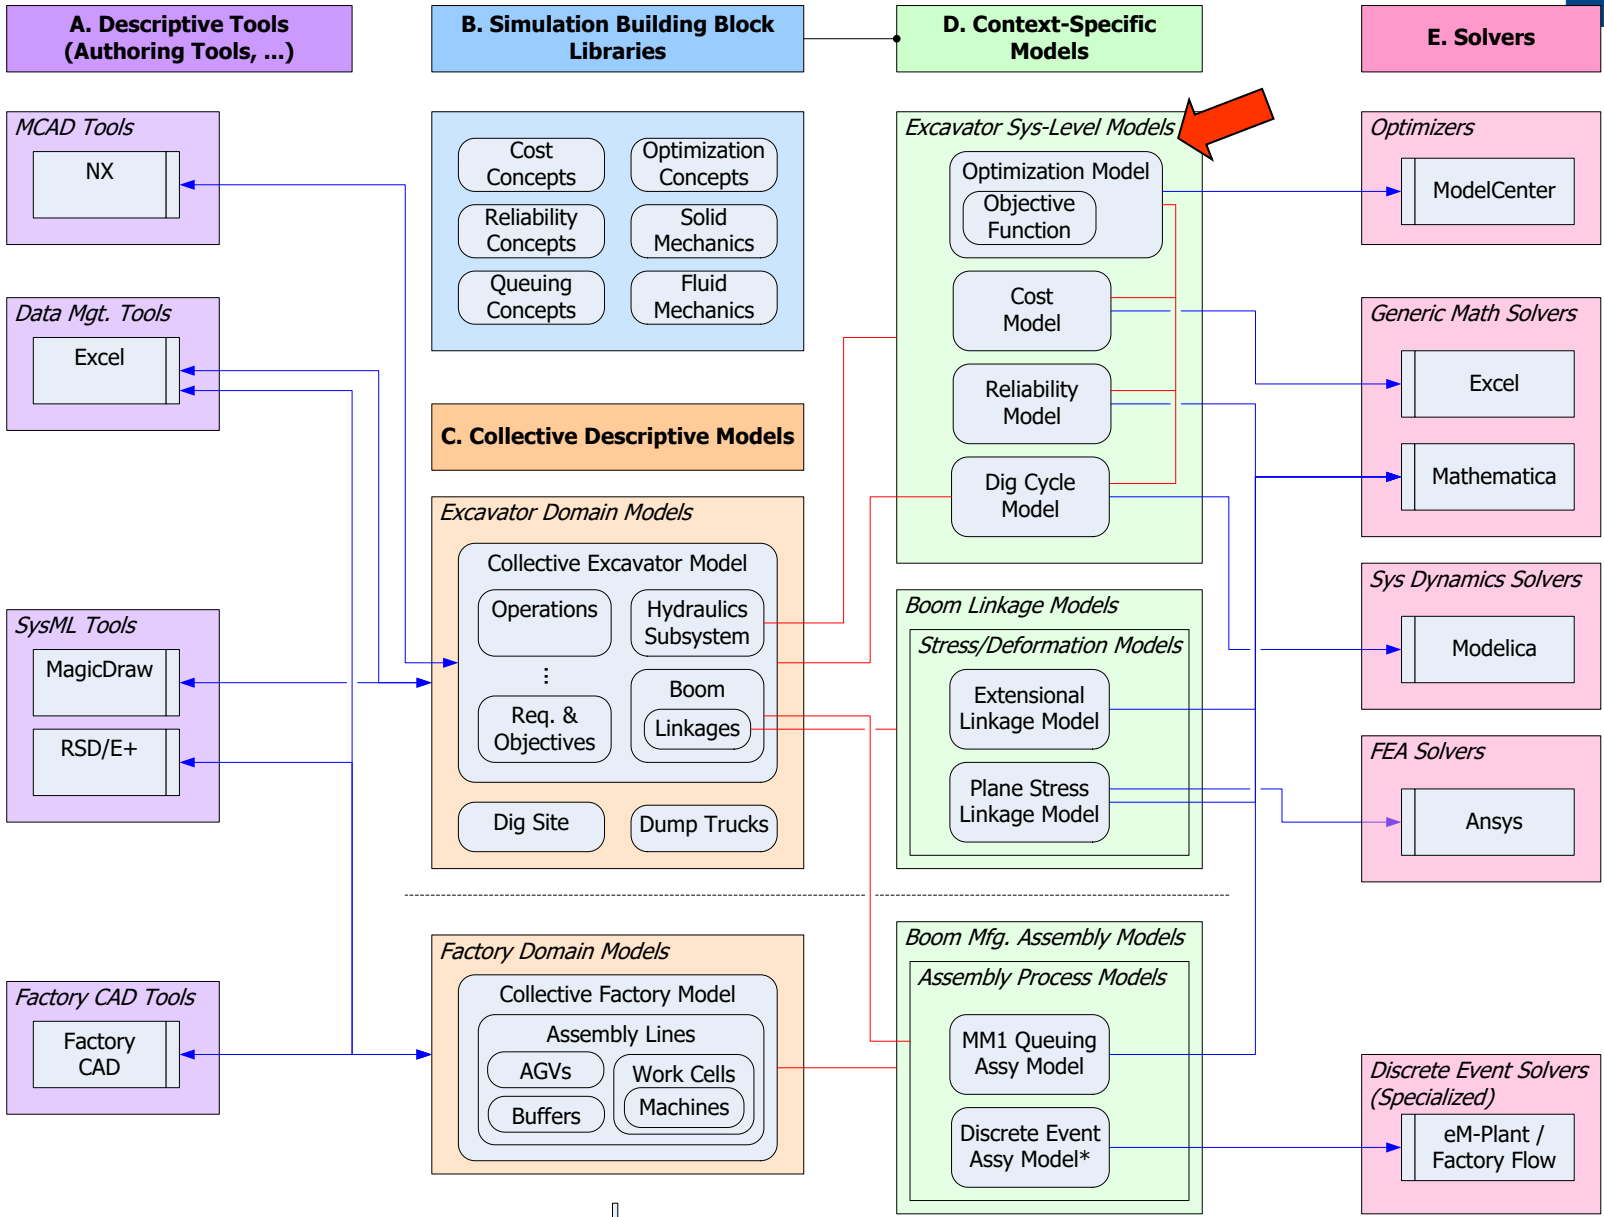 A. Descriptive Tools
(Authoring Tools, ...)
B. Simulation Building Block
Libraries
D. Context-Specific
Models
E. Solvers
MCAD Tools
NX
Data Mgt. Tools
Excel
SysML Tools
MagicDraw
RSD/E+
Factory CAD Tools
Factory
CAD
Cost
Concepts
Optimization
Concepts
Reliability
Concepts
Solid
Mechanics
Queuing
Concepts
Fluid
Mechanics
C. Collective Descriptive Models
Excavator Domain Models
Collective Excavator Model
Operations
Hydraulics
Subsystem
...
Req. &
Objectives
Boom
Linkages
Dig Site
Dump Trucks
Factory Domain Models
Collective Factory Model
Assembly Lines
AGVs
Buffers
Work Cells
Machines
Excavator Sys-Level Models
Optimization Model
Objective
Function
Cost
Model
Reliability
Model
Dig Cycle
Model
Boom Linkage Models
Stress/Deformation Models
Extensional
Linkage Model
Plane Stress
Linkage Model
Boom Mfg. Assembly Models
Assembly Process Models
MM1 Queuing
Assy Model
Discrete Event
Assy Model*
Optimizers
ModelCenter
Generic Math Solvers
Excel
Mathematica
Sys Dynamics Solvers
Modelica
FEA Solvers
Ansys
Discrete Event Solvers
(Specialized)
eM-Plant /
Factory Flow